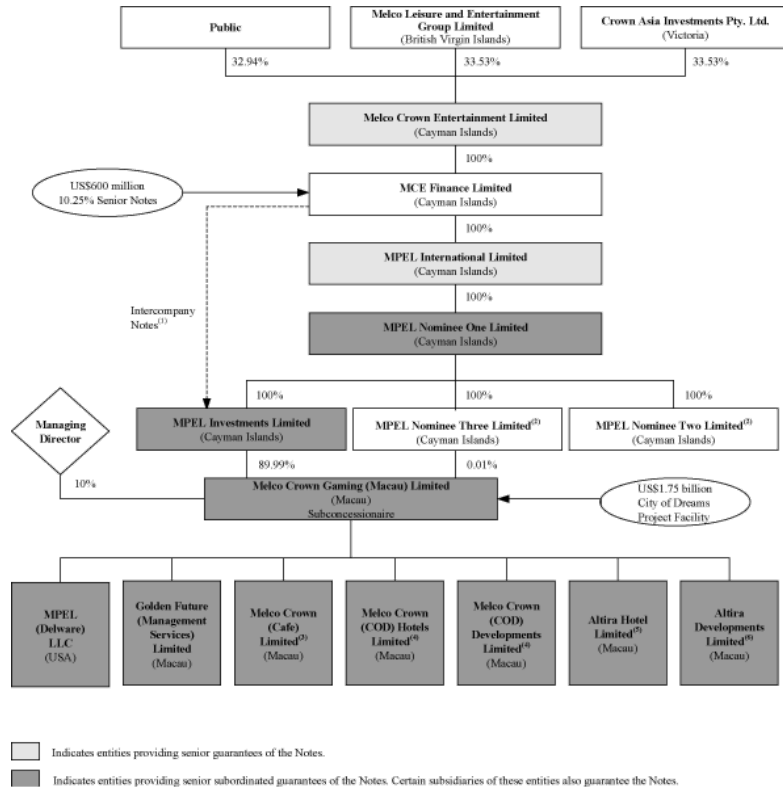 Public
Melco Leisure and Entertainment
Group Limited
(British Virgin Islands)
Crown Asia Investments Pty. Ltd.
(Victoria)
32.94%
33.53%
33.53%
Melco Crown Entertainment Limited
(Cayman Islands)
100%
US$600 million
10.25% Senior Notes
MCE Finance Limited
(Cayman Islands)
100%
MPEL International Limited
(Cayman Islands)
100%
Intercompany
Notes(1)
MPEL Nominee One Limited
(Cayman Islands)
100%
100%
100%
Managing
Director
MPEL Investments Limited
(Cayman Islands)
MPEL Nominee Three Limited(2)
(Cayman Islands)
MPEL Nominee Two Limited(2)
(Cayman Islands)
89.99%
0.01%
10%
Melco Crown Gaming (Macau) Limited
(Macau)
Subconcessionaire
US$1.75 billion
City of Dreams
Project Facility
MPEL
(Delware)
LLC
(USA)
Golden Future
(Management
Services)
Limited
(Macau)
Melco Crown
(Cafe)
Limited(3)
(Macau)
Melco Crown
(COD) Hotels
Limited(4)
(Macau)
Melco Crown
(COD)
Developments
Limited(4)
(Macau)
Altira Hotel
Limited(5)
(Macau)
Altira
Developments
Limited(6)
(Macau)
Indicates entities providing senior guarantees of the Notes.
Indicates entities providing senior subordinated guarantees of the Notes. Certain subsidiaries of these entities also guarantee the Notes.